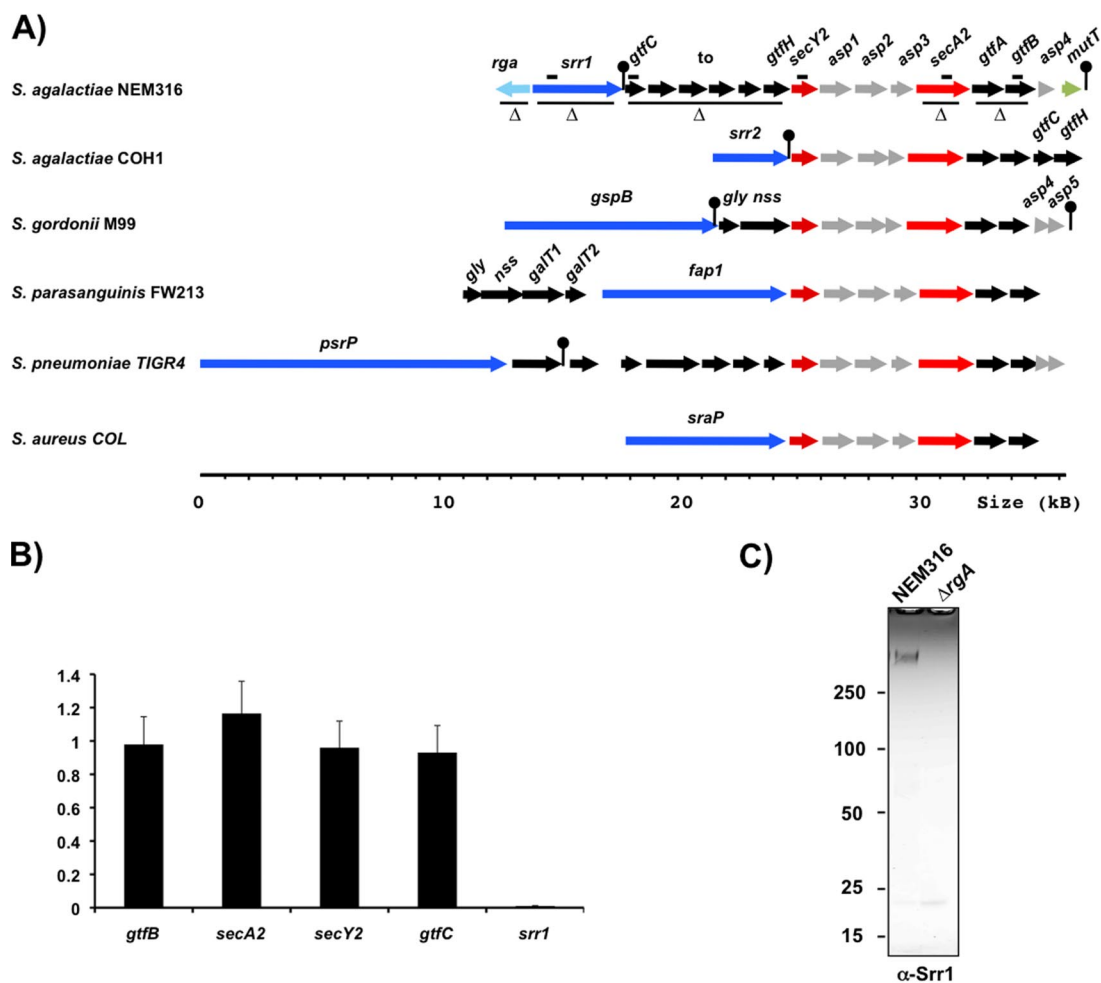 A)
rga srr1 gtfC to gtfH secY2 asp1 asp2 asp3 secA2 gtfA gtfB asp4 mutT
S. agalactiae NEM316
Δ Δ Δ Δ Δ
gtfC gtfH
srr2
S. agalactiae COH1
gspB gly nss asp4 asp5
S. gordonii M99
gly nss galT1 galT2 fap1
S. parasanguinis FW213
psrP
S. pneumoniae TIGR4
sraP
S. aureus COL
0 10 20 30 Size (kB)
B)
1.4
1.2
1
0.8
0.6
0.4
0.2
0
gtfB secA2 secY2 gtfC srr1
C)
NEM316 ΔrgA
250
100
50
25
15
α-Srr1